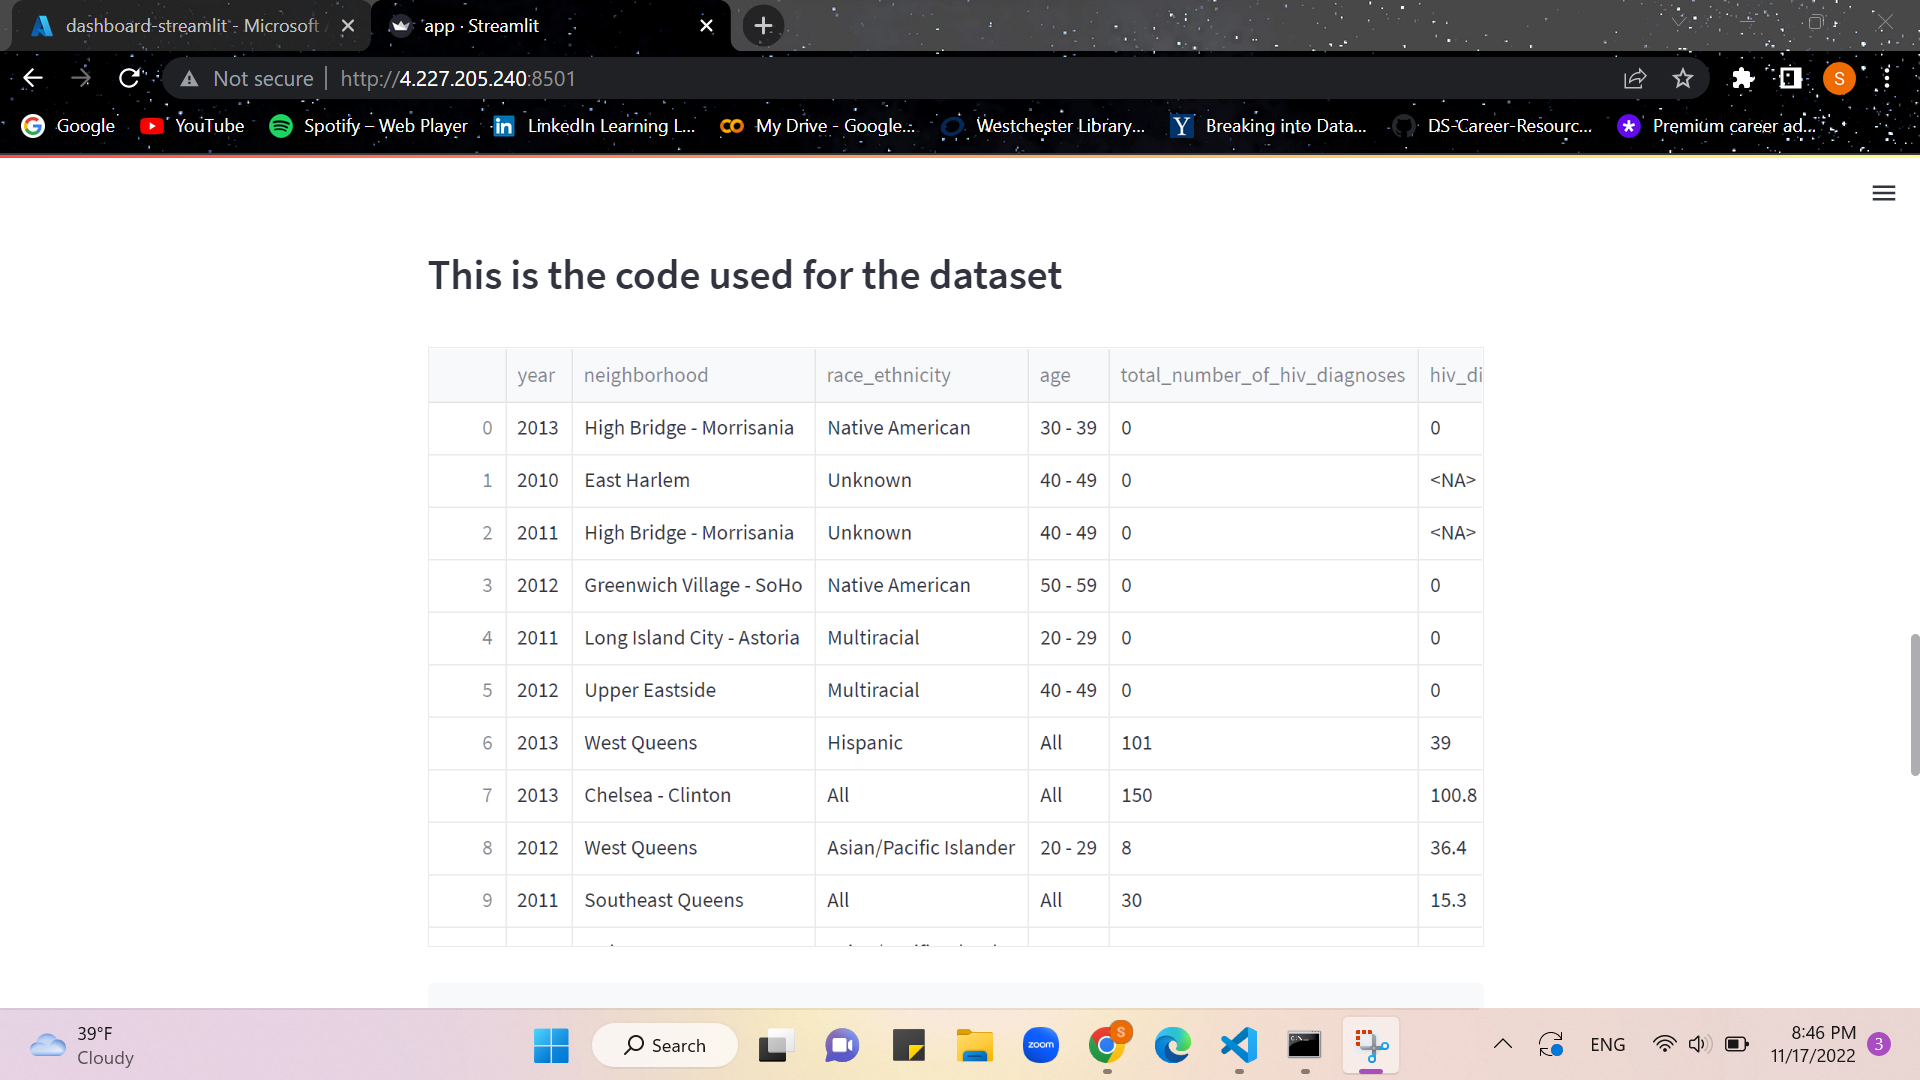 dashboard-streamlit - Microsoft
app · Streamlit
Not secure | http://4.227.205.240:8501
S
Google
YouTube
Spotify – Web Player
LinkedIn Learning L...
My Drive - Google...
Westchester Library...
Breaking into Data...
DS-Career-Resourc...
Premium career ad...
This is the code used for the dataset
year neighborhood race_ethnicity age total_number_of_hiv_diagnoses hiv_di
0 2013 High Bridge - Morrisania Native American 30 - 39 0 0
1 2010 East Harlem Unknown 40 - 49 0 <NA>
2 2011 High Bridge - Morrisania Unknown 40 - 49 0 <NA>
3 2012 Greenwich Village - SoHo Native American 50 - 59 0 0
4 2011 Long Island City - Astoria Multiracial 20 - 29 0 0
5 2012 Upper Eastside Multiracial 40 - 49 0 0
6 2013 West Queens Hispanic All 101 39
7 2013 Chelsea - Clinton All All 150 100.8
8 2012 West Queens Asian/Pacific Islander 20 - 29 8 36.4
9 2011 Southeast Queens All All 30 15.3
39°F
Cloudy
Search
zoom
S
ENG
8:46 PM
11/17/2022
3